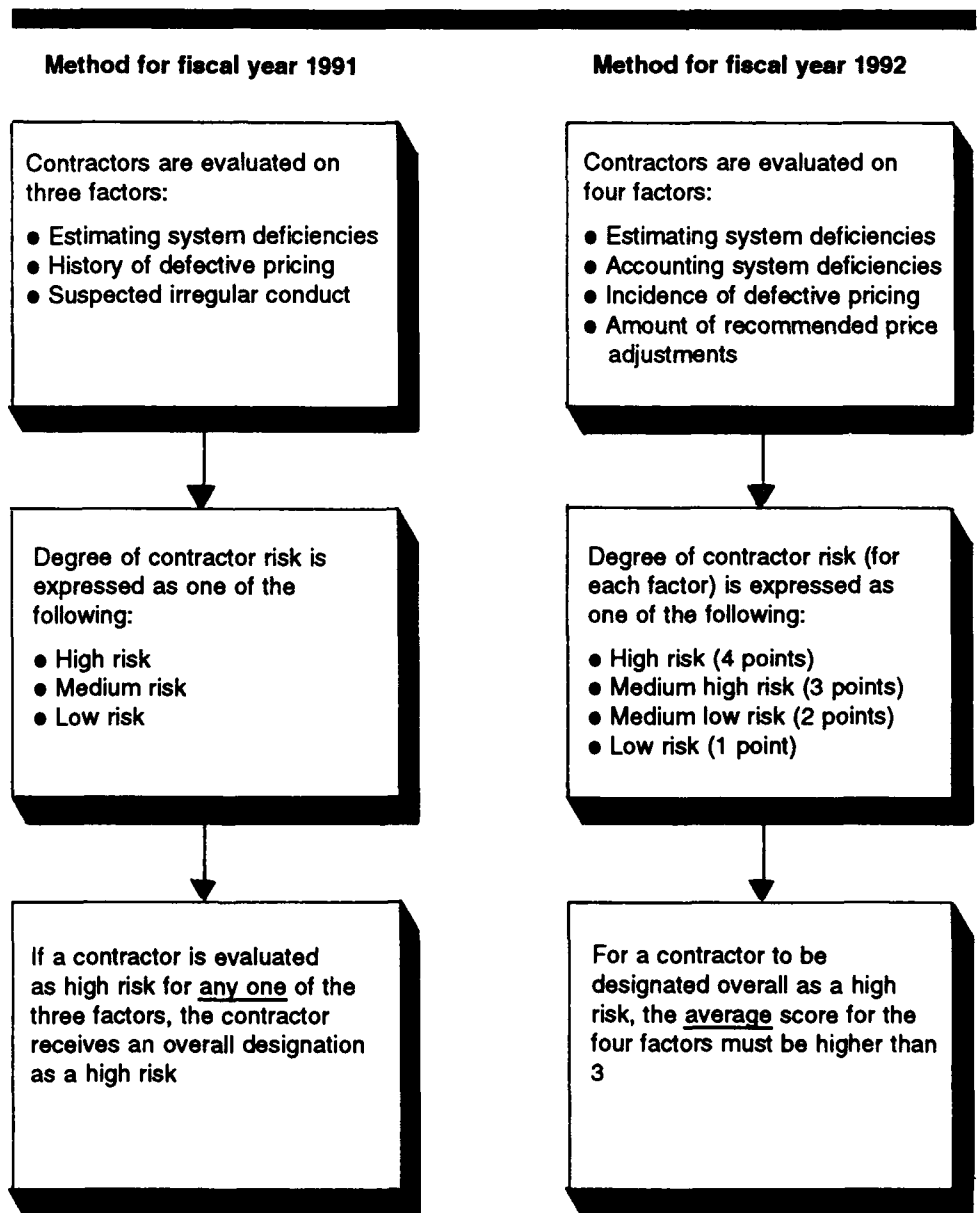 Method for fiscal year 1991
Contractors are evaluated on
three factors:
● Estimating system deficiencies
● History of defective pricing
● Suspected irregular conduct
Degree of contractor risk is
expressed as one of the
following:
● High risk
● Medium risk
● Low risk
If a contractor is evaluated
as high risk for any one of the
three factors, the contractor
receives an overall designation
as a high risk
Method for fiscal year 1992
Contractors are evaluated on
four factors:
● Estimating system deficiencies
● Accounting system deficiencies
● Incidence of defective pricing
● Amount of recommended price
adjustments
Degree of contractor risk (for
each factor) is expressed as
one of the following:
● High risk (4 points)
● Medium high risk (3 points)
● Medium low risk (2 points)
● Low risk (1 point)
For a contractor to be
designated overall as a high
risk, the average score for the
four factors must be higher than
3